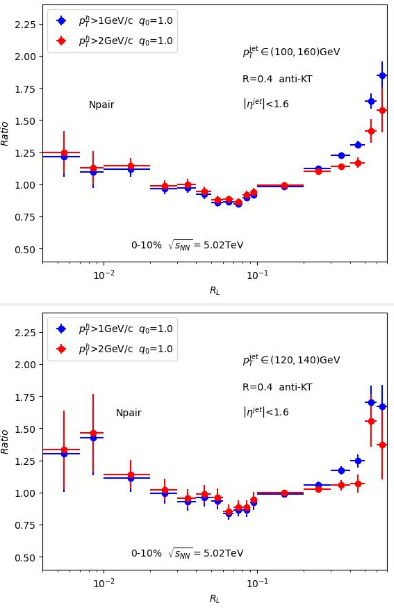 2.25
2.00
1.75
1.50
1.25
1.00
0.75
0.50
Ratio
p_T^h>1GeV/c q_0=1.0
p_T^h>2GeV/c q_0=1.0
p_T^{jet} ∈ (100,160)GeV
R=0.4 anti-KT
|η^{jet}|<1.6
Npair
0-10% √s_{NN} = 5.02TeV
10^{-2}
10^{-1}
R_L
2.25
2.00
1.75
1.50
1.25
1.00
0.75
0.50
Ratio
p_T^h>1GeV/c q_0=1.0
p_T^h>2GeV/c q_0=1.0
p_T^{jet} ∈ (120,140)GeV
R=0.4 anti-KT
|η^{jet}|<1.6
Npair
0-10% √s_{NN} = 5.02TeV
10^{-2}
10^{-1}
R_L